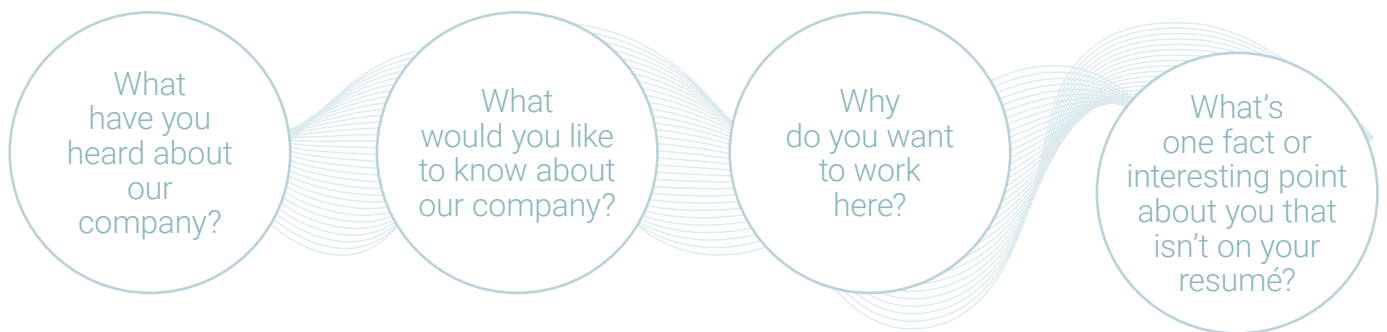 What
have you
heard about
our
company?
What
would you like
to know about
our company?
Why
do you want
to work
here?
What’s
one fact or
interesting point
about you that
isn’t on your
resumé?